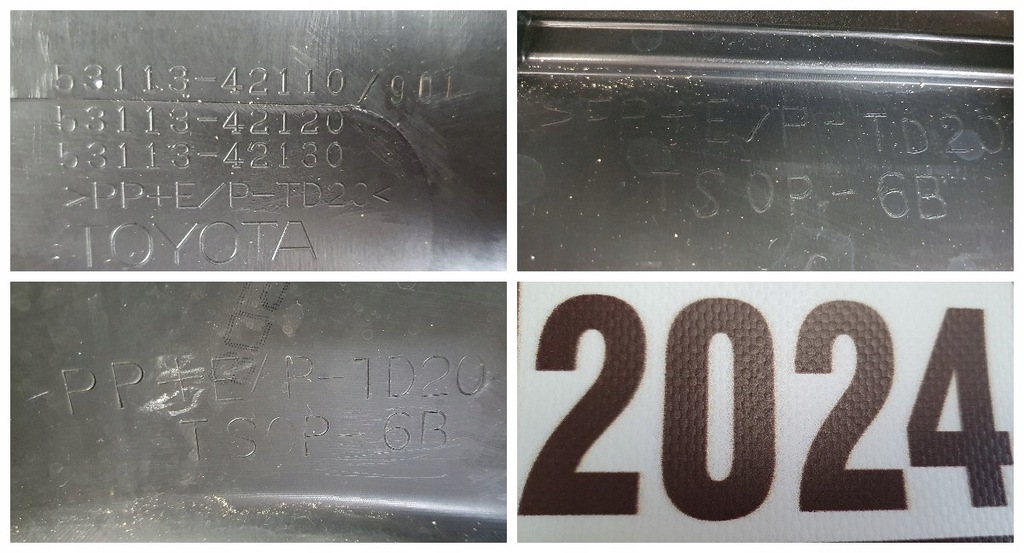 53113-42110/901
53113-42120
53113-42130
>PP+E/P-TD20<
TOYOTA
>PP+E/P-TD20
TSOP-6B
PP+E/P-TD20
TSOP-6B
2024